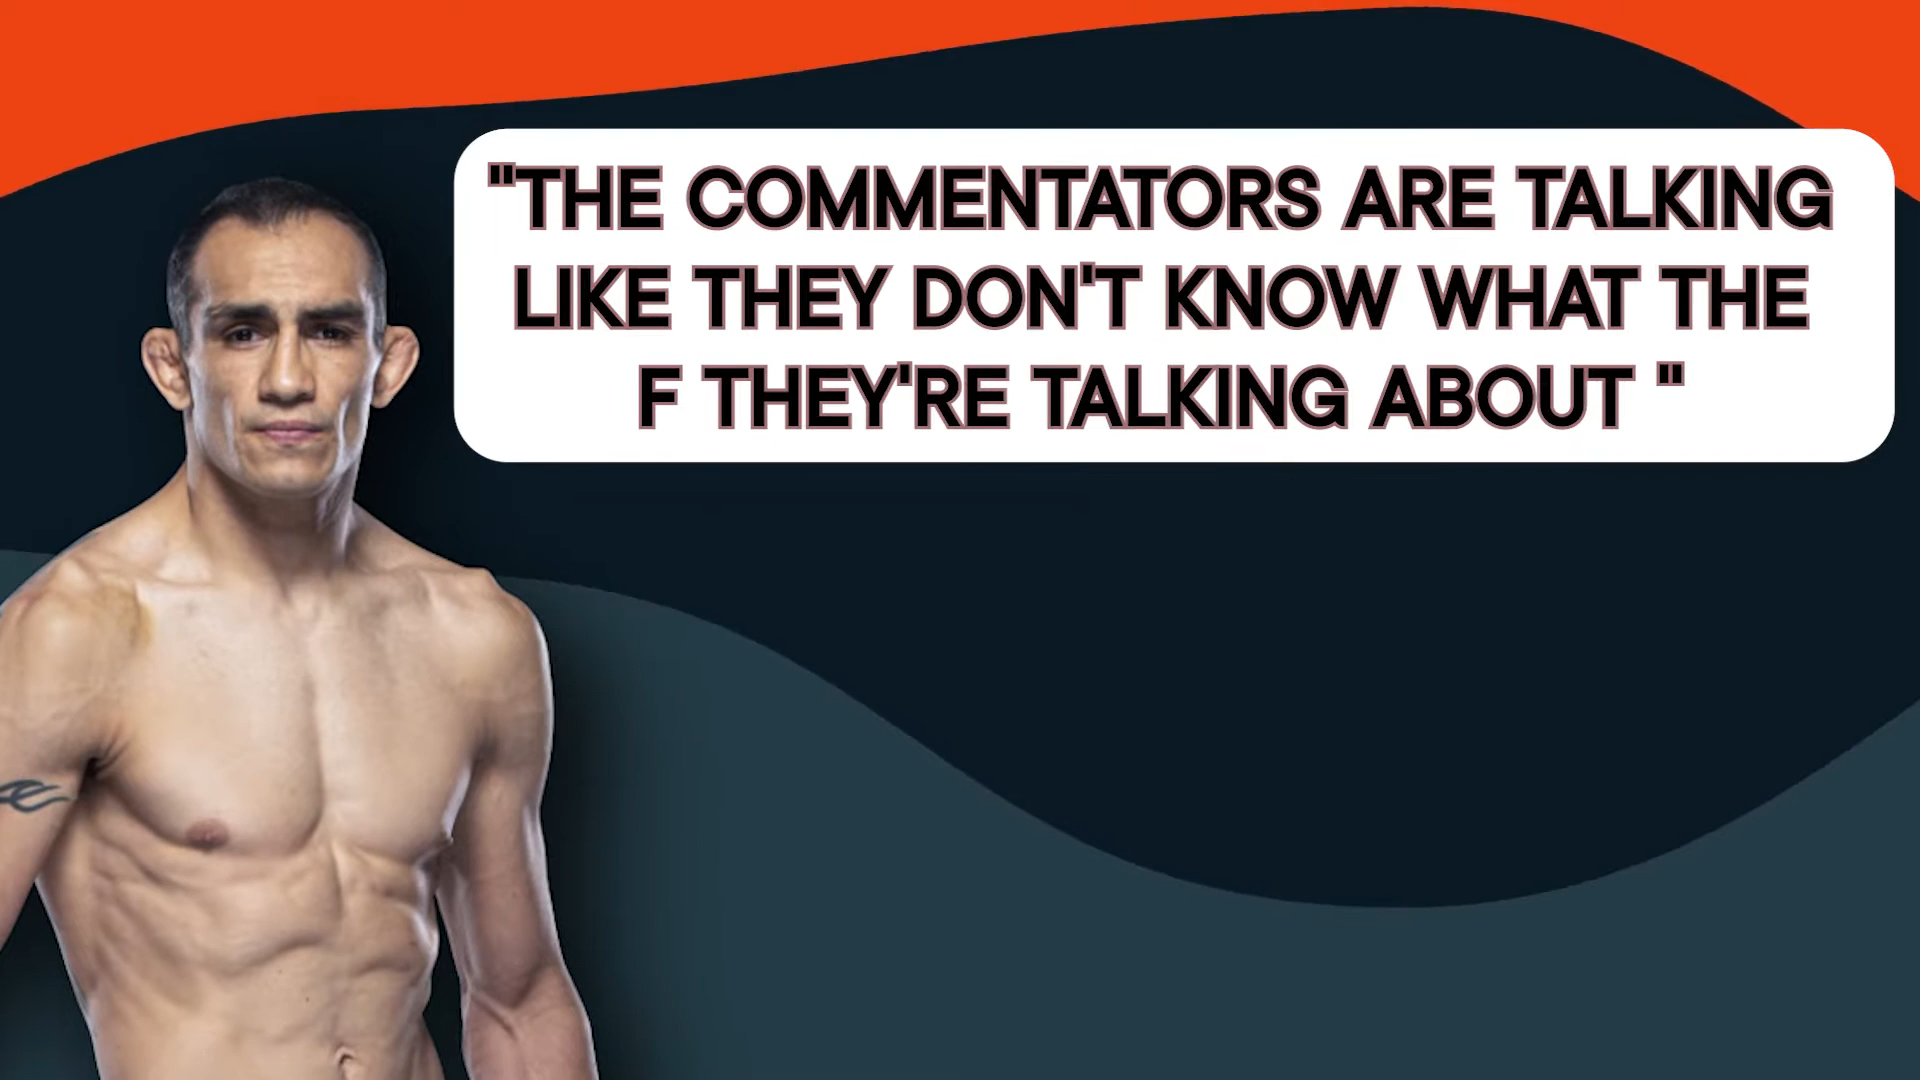 "THE COMMENTATORS ARE TALKING
LIKE THEY DON'T KNOW WHAT THE
F THEY'RE TALKING ABOUT "